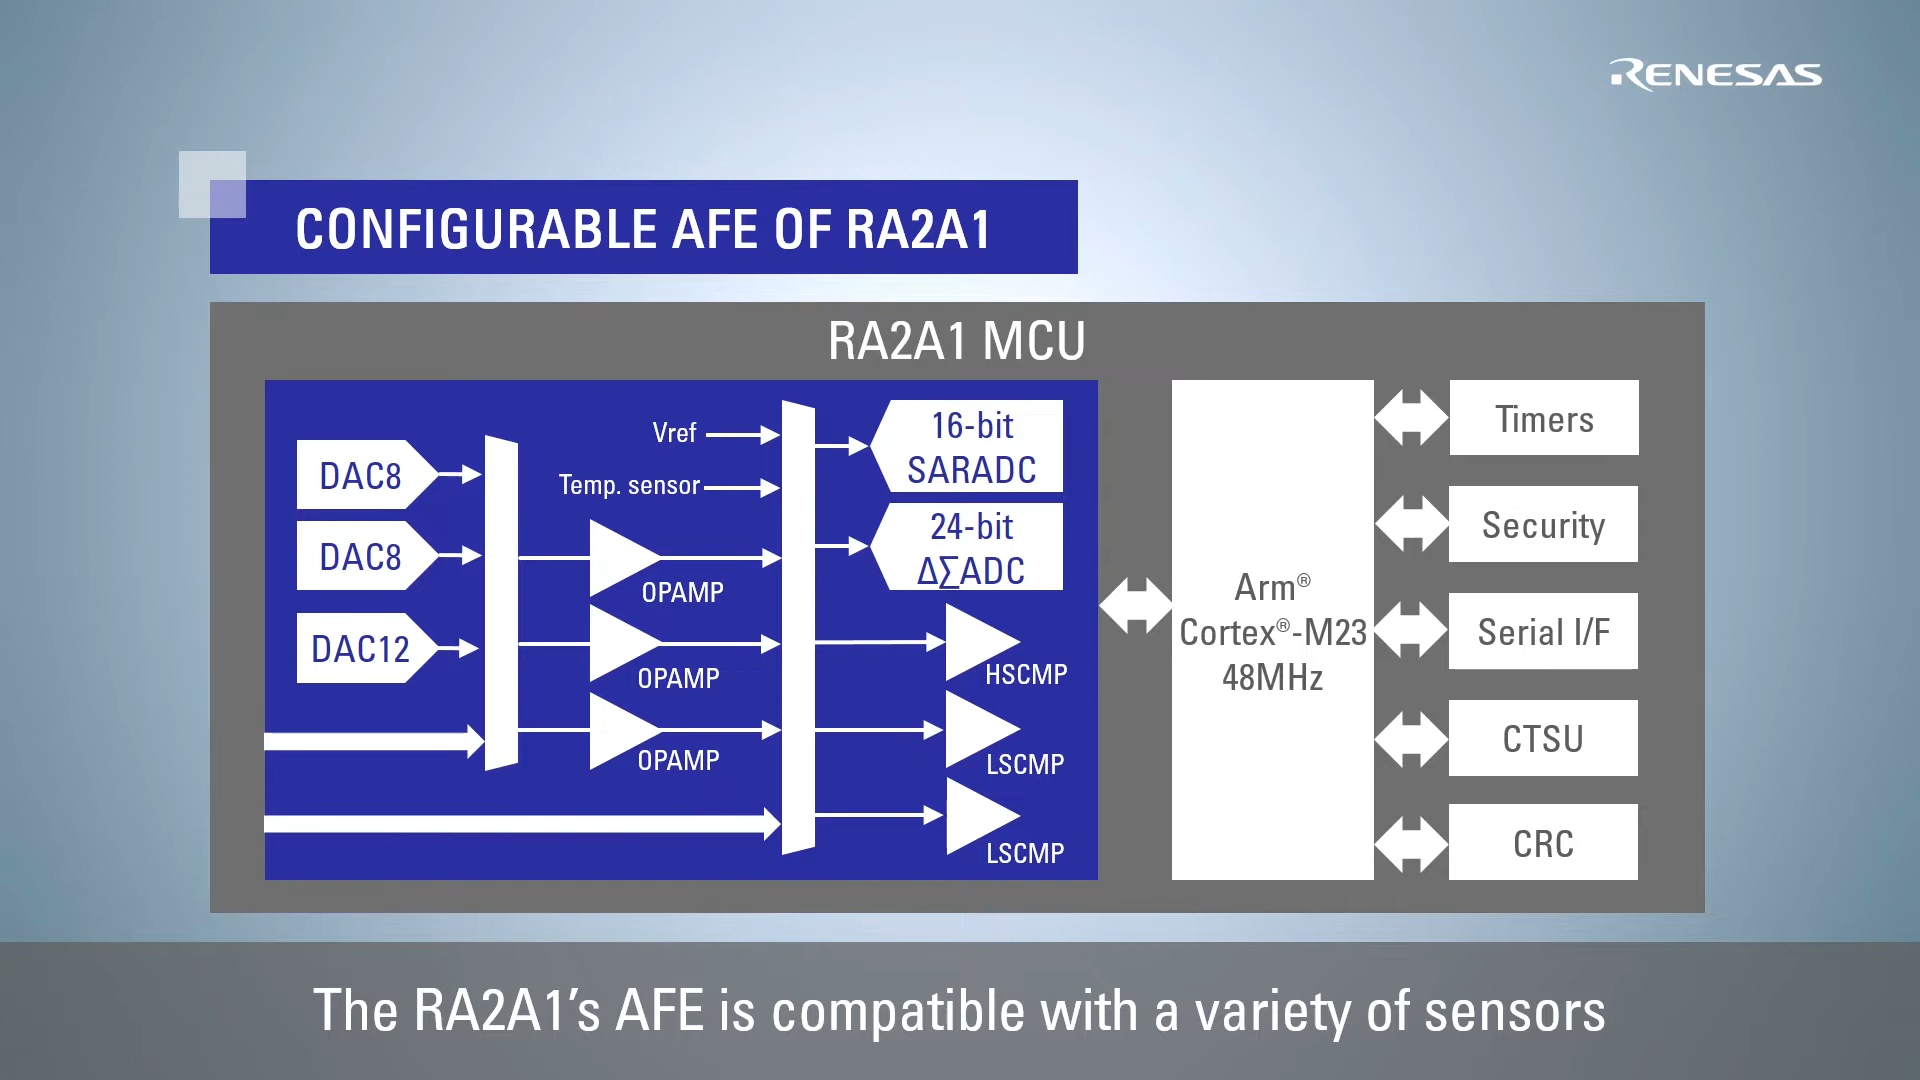 RENESAS
CONFIGURABLE AFE OF RA2A1
RA2A1 MCU
DAC8
DAC8
DAC12
Vref
Temp. sensor
OPAMP
OPAMP
OPAMP
16-bit
SARADC
24-bit
Δ∑ADC
HSCMP
LSCMP
LSCMP
Arm®
Cortex®-M23
48MHz
Timers
Security
Serial I/F
CTSU
CRC
The RA2A1’s AFE is compatible with a variety of sensors